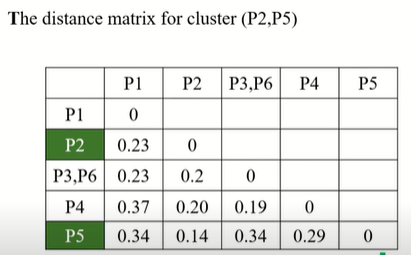 The distance matrix for cluster (P2,P5)
P1 P2 P3,P6 P4 P5
P1 0
P2 0.23 0
P3,P6 0.23 0.2 0
P4 0.37 0.20 0.19 0
P5 0.34 0.14 0.34 0.29 0